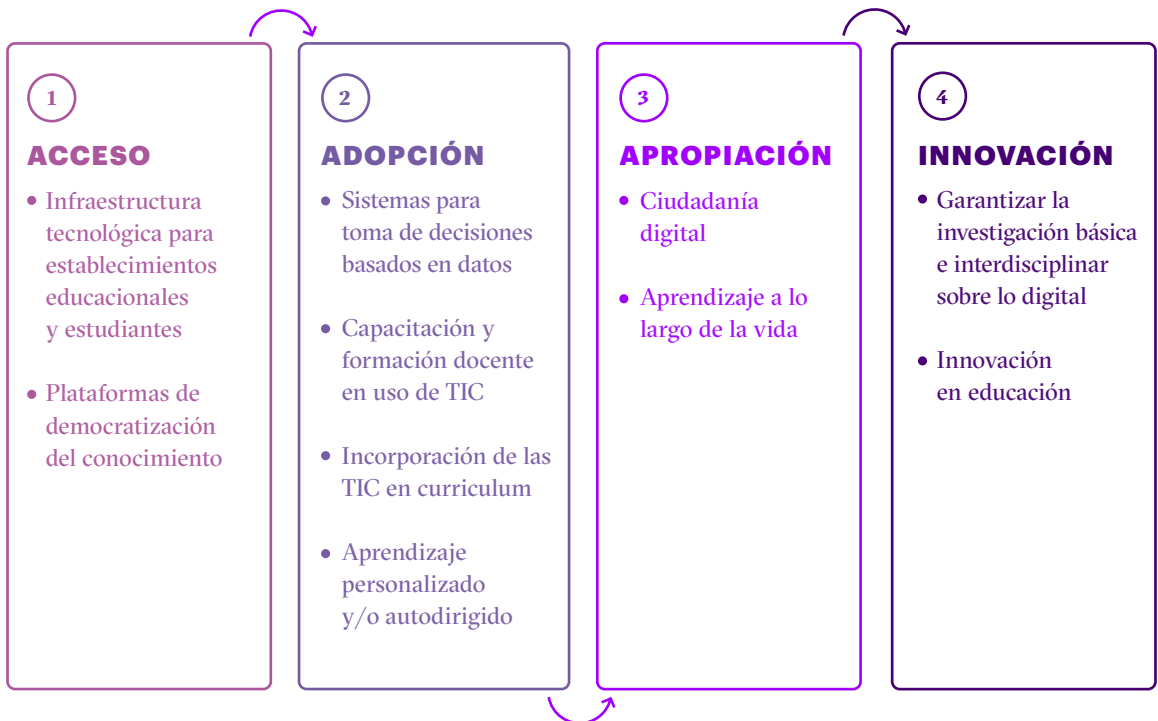 1
ACCESO
• Infraestructura
tecnológica para
establecimientos
educacionales
y estudiantes
• Plataformas de
democratización
del conocimiento
2
ADOPCIÓN
• Sistemas para
toma de decisiones
basados en datos
• Capacitación y
formación docente
en uso de TIC
• Incorporación de las
TIC en curriculum
• Aprendizaje
personalizado
y/o autodirigido
3
APROPIACIÓN
• Ciudadanía
digital
• Aprendizaje a lo
largo de la vida
4
INNOVACIÓN
• Garantizar la
investigación básica
e interdisciplinar
sobre lo digital
• Innovación
en educación